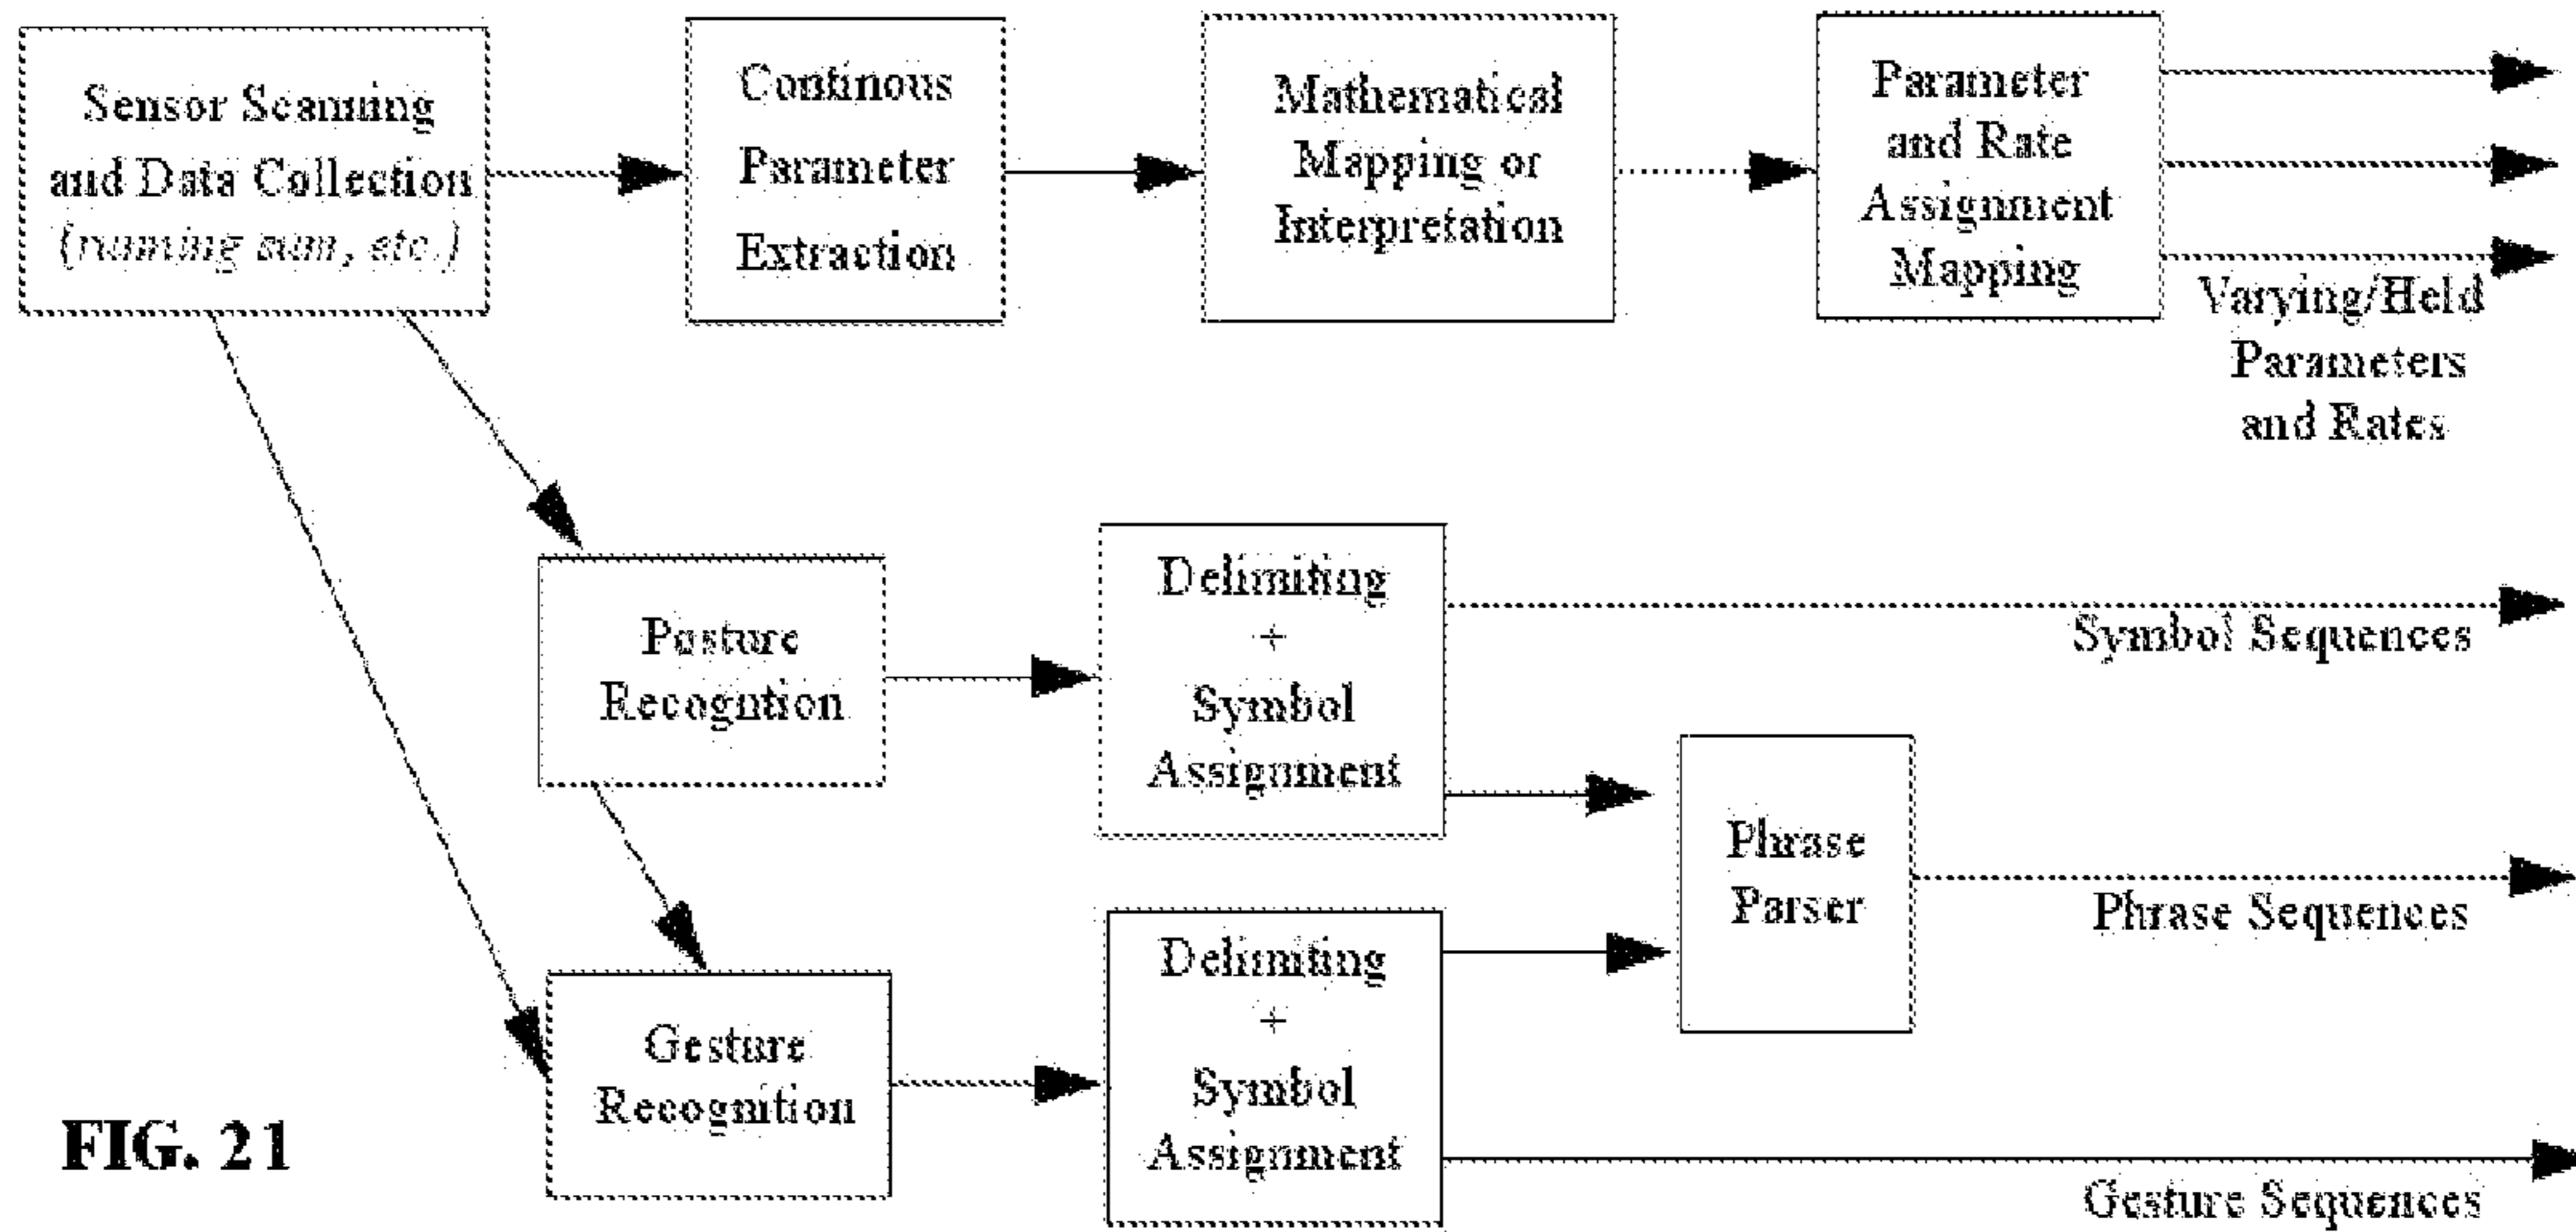 Sensor Scanning
and Data Collection
(running sum, etc.)
Continous
Parameter
Extraction
Mathematical
Mapping or
Interpretation
Parameter
and Rate
Assignment
Mapping
Varying/Held
Parameters
and Rates
Posture
Recogntion
Delimiting
+
Symbol
Assignment
Symbol Sequences
Phrase
Parser
Phrase Sequences
Gesture
Recognition
Delimiting
+
Symbol
Assignment
Gesture Sequences
FIG. 21